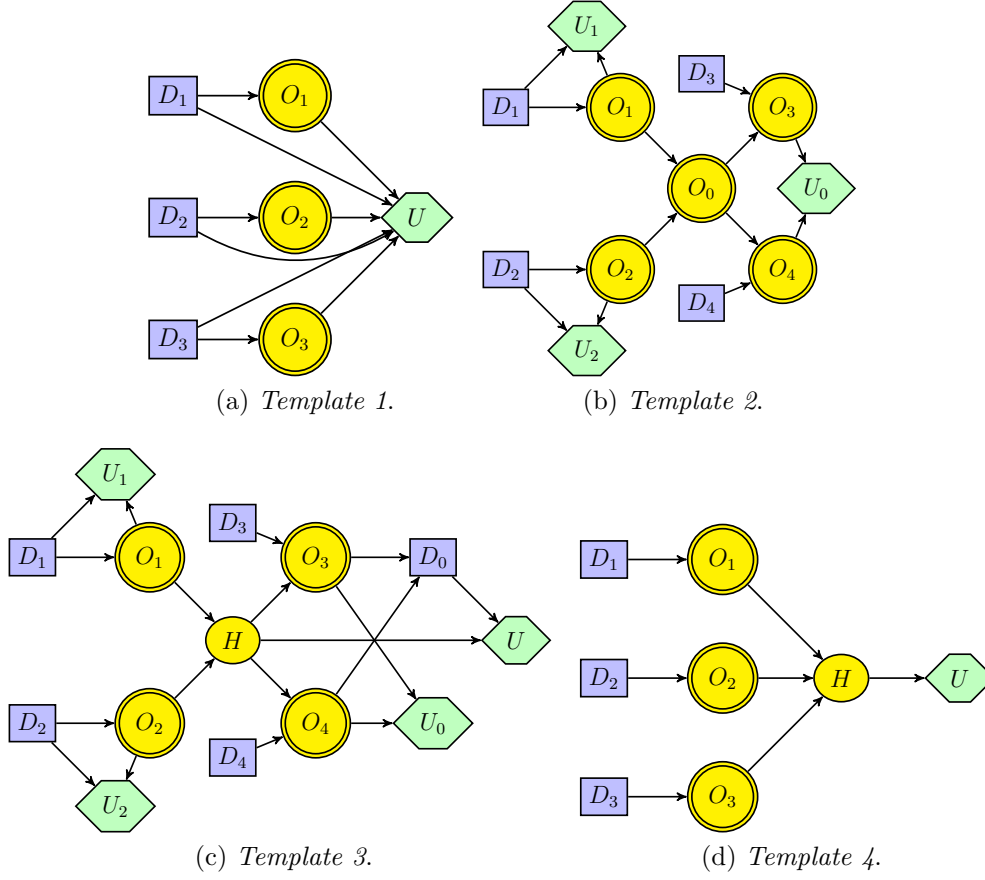 D₁
O₁
D₂
O₂
U
D₃
O₃
(a) Template 1.
U₁
D₁
O₁
D₃
O₃
O₀
U₀
D₂
O₂
D₄
O₄
U₂
(b) Template 2.
U₁
D₁
O₁
D₃
O₃
D₀
H
U
D₂
O₂
D₄
O₄
U₀
U₂
(c) Template 3.
D₁
O₁
D₂
O₂
H
U
D₃
O₃
(d) Template 4.